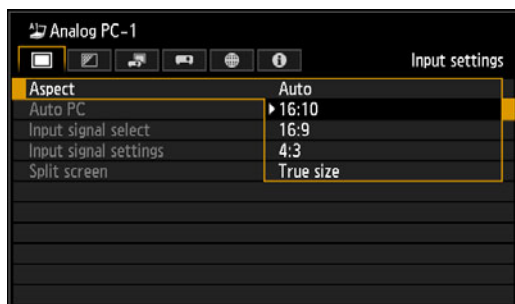 Analog PC-1
Input settings
Aspect
Auto
Auto PC
16:10
Input signal select
16:9
Input signal settings
4:3
Split screen
True size